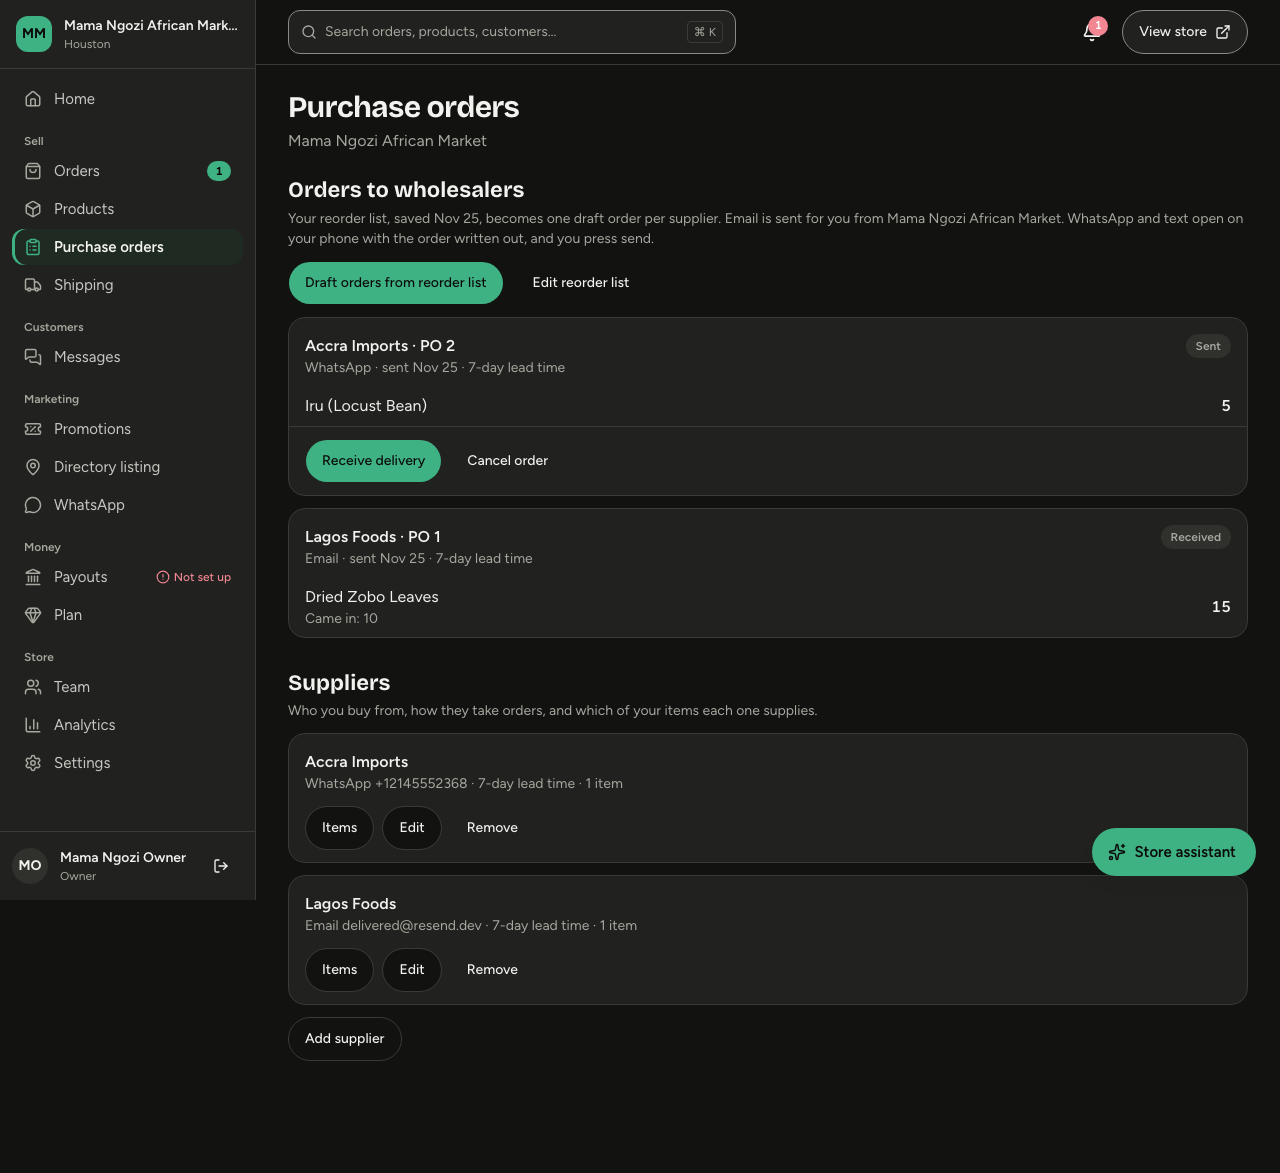 MM
Mama Ngozi African Mark...
Houston
Search orders, products, customers...
⌘ K
1
View store
Home
Sell
Orders
1
Products
Purchase orders
Shipping
Customers
Messages
Marketing
Promotions
Directory listing
WhatsApp
Money
Payouts
Not set up
Plan
Store
Team
Analytics
Settings
MO
Mama Ngozi Owner
Owner
Purchase orders
Mama Ngozi African Market
Orders to wholesalers
Your reorder list, saved Nov 25, becomes one draft order per supplier. Email is sent for you from Mama Ngozi African Market. WhatsApp and text open on
your phone with the order written out, and you press send.
Draft orders from reorder list
Edit reorder list
Accra Imports · PO 2
Sent
WhatsApp · sent Nov 25 · 7-day lead time
Iru (Locust Bean)
5
Receive delivery
Cancel order
Lagos Foods · PO 1
Received
Email · sent Nov 25 · 7-day lead time
Dried Zobo Leaves
15
Came in: 10
Suppliers
Who you buy from, how they take orders, and which of your items each one supplies.
Accra Imports
WhatsApp +12145552368 · 7-day lead time · 1 item
Items
Edit
Remove
Store assistant
Lagos Foods
Email delivered@resend.dev · 7-day lead time · 1 item
Items
Edit
Remove
Add supplier